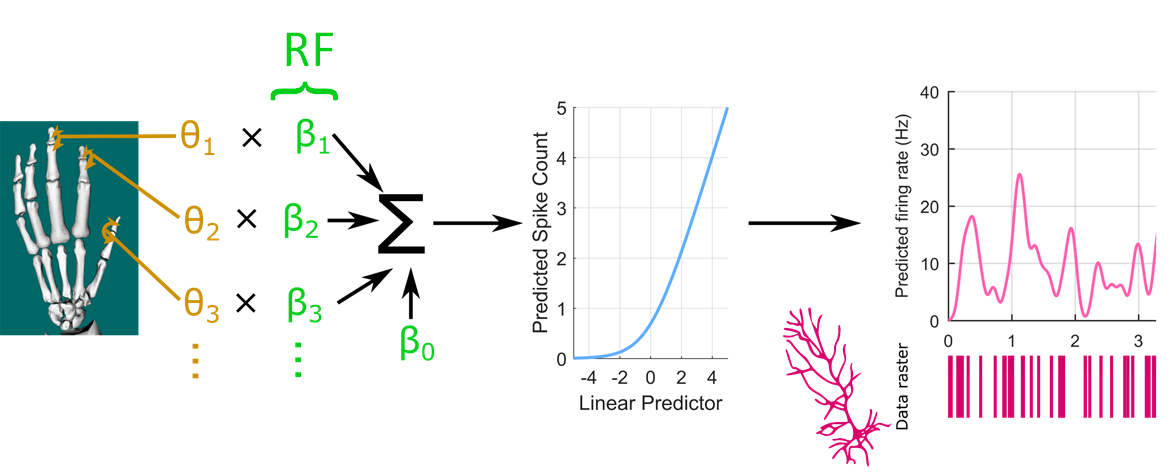 RF
θ1 × β1
θ2 × β2
θ3 × β3
⋮ ⋮
∑
β0
Predicted Spike Count
5
4
3
2
1
0
-4 -2 0 2 4
Linear Predictor
Predicted firing rate (Hz)
40
30
20
10
0
0 1 2 3
Data raster